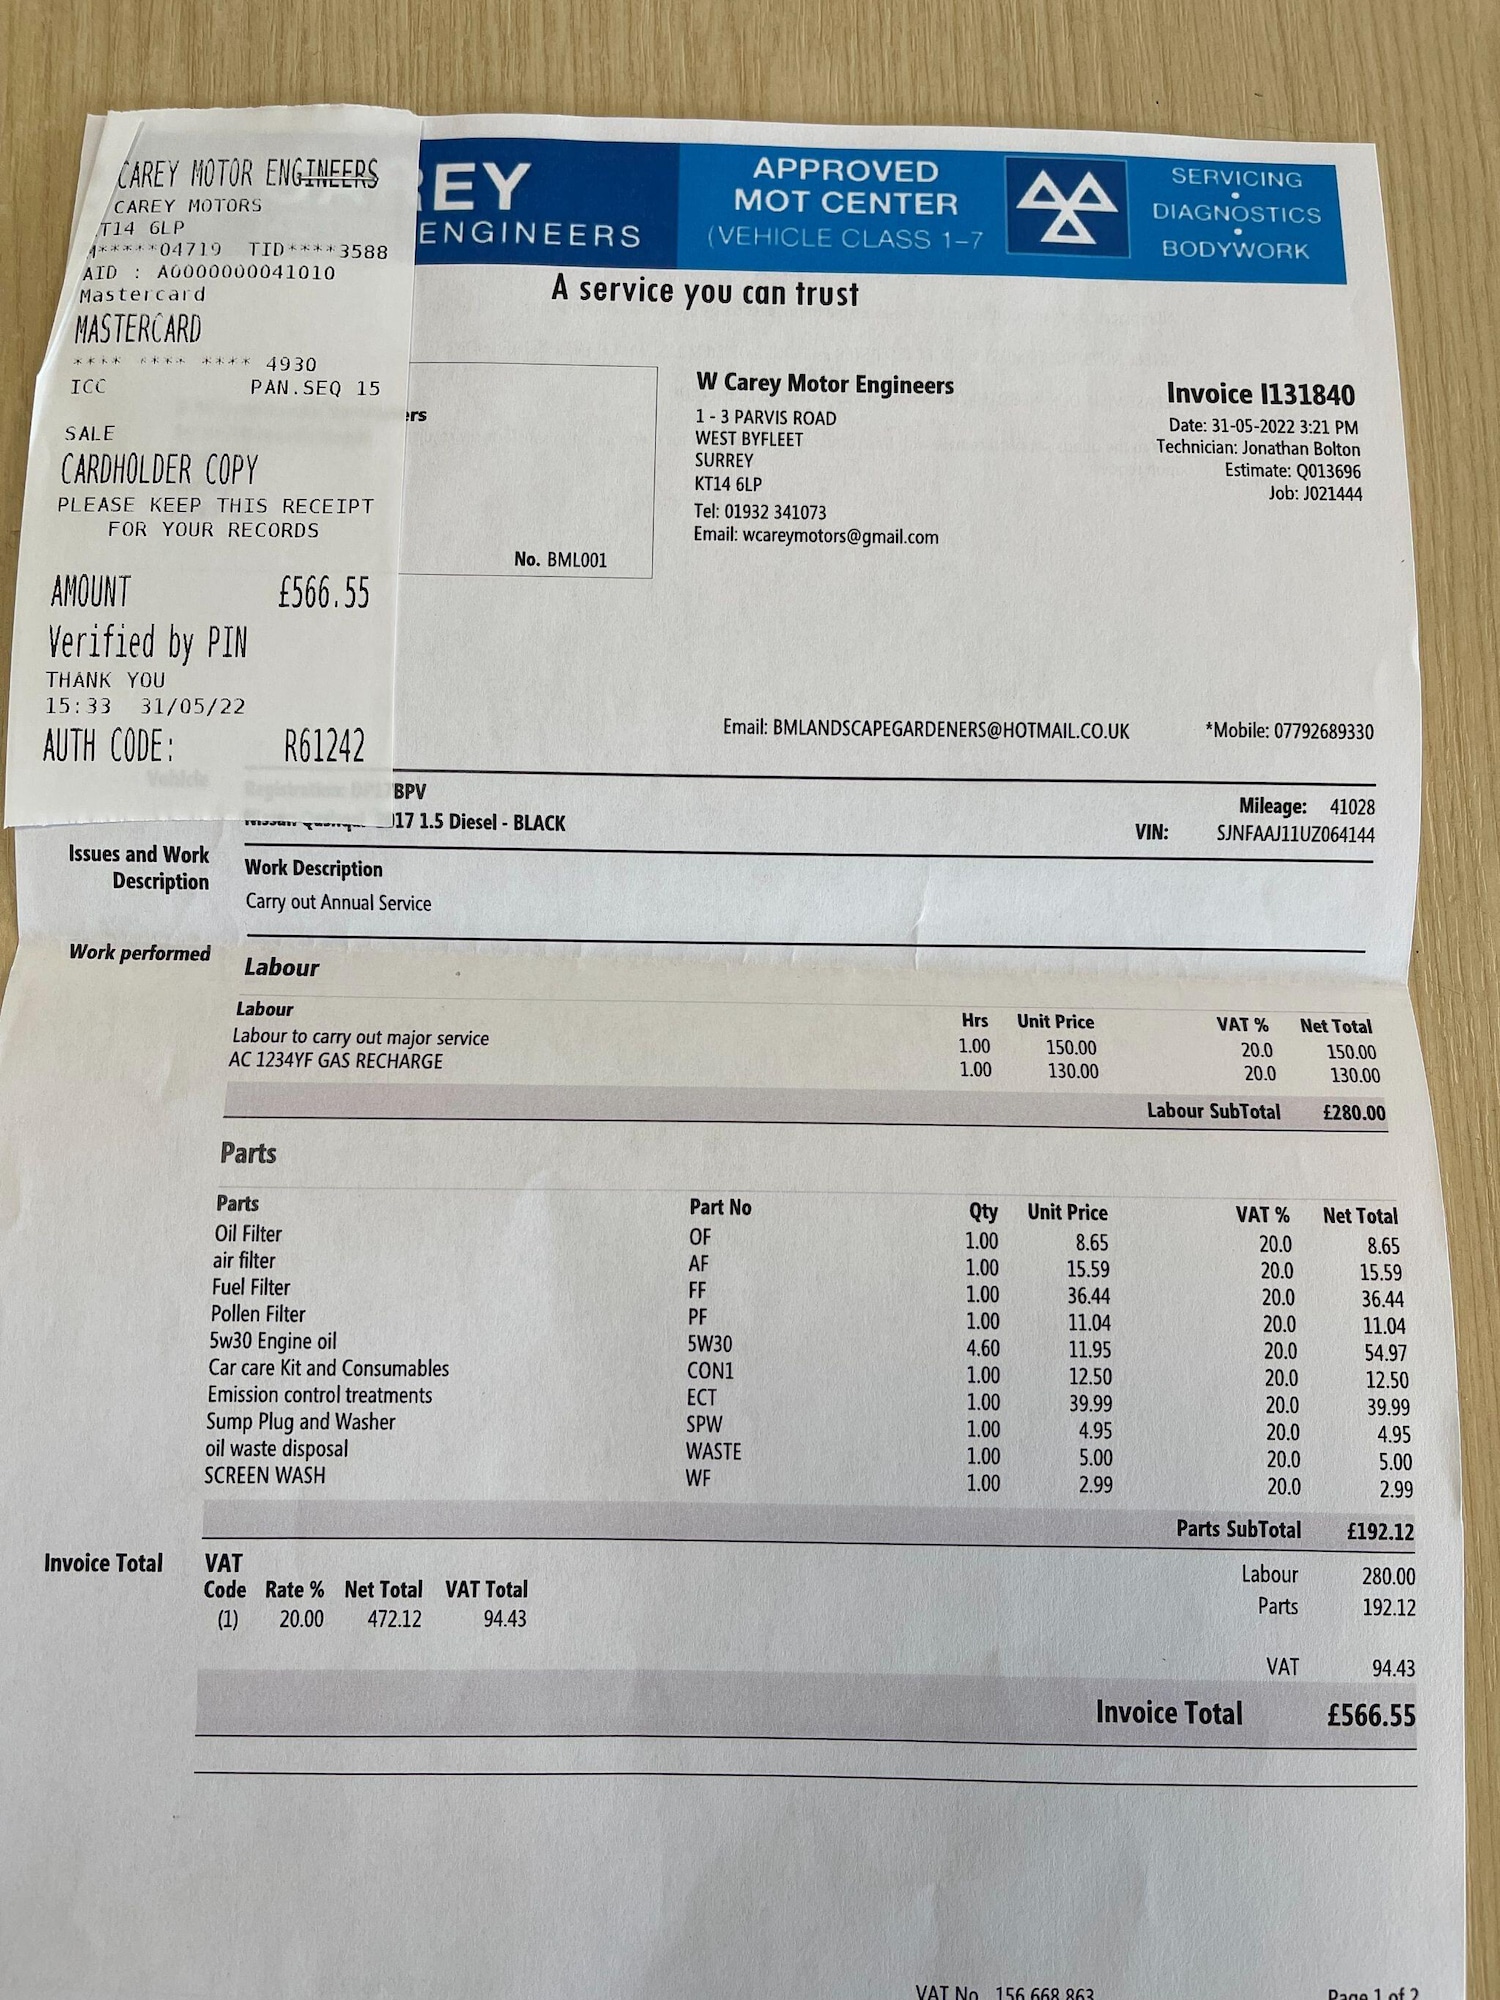 CAREY MOTOR ENGINEERS
CAREY MOTORS
T14 6LP
M*****04719 TID****3588
AID : A0000000041010
Mastercard
MASTERCARD
**** **** **** 4930
ICC PAN.SEQ 15
SALE
CARDHOLDER COPY
PLEASE KEEP THIS RECEIPT
FOR YOUR RECORDS
AMOUNT £566.55
Verified by PIN
THANK YOU
15:33 31/05/22
AUTH CODE: R61242
REY
ENGINEERS
APPROVED
MOT CENTER
(VEHICLE CLASS 1-7
SERVICING
•
DIAGNOSTICS
•
BODYWORK
A service you can trust
ers
No. BML001
W Carey Motor Engineers
1 - 3 PARVIS ROAD
WEST BYFLEET
SURREY
KT14 6LP
Tel: 01932 341073
Email: wcareymotors@gmail.com
Invoice I131840
Date: 31-05-2022 3:21 PM
Technician: Jonathan Bolton
Estimate: Q013696
Job: J021444
Email: BMLANDSCAPEGARDENERS@HOTMAIL.CO.UK *Mobile: 07792689330
Vehicle
Registration: DP17 BPV Mileage: 41028
Nissan Qashqai 2017 1.5 Diesel - BLACK VIN: SJNFAAJ11UZ064144
Issues and Work
Description
Work Description
Carry out Annual Service
Work performed
Labour
Labour Hrs Unit Price VAT % Net Total
Labour to carry out major service 1.00 150.00 20.0 150.00
AC 1234YF GAS RECHARGE 1.00 130.00 20.0 130.00
Labour SubTotal £280.00
Parts
Parts Part No Qty Unit Price VAT % Net Total
Oil Filter OF 1.00 8.65 20.0 8.65
air filter AF 1.00 15.59 20.0 15.59
Fuel Filter FF 1.00 36.44 20.0 36.44
Pollen Filter PF 1.00 11.04 20.0 11.04
5w30 Engine oil 5W30 4.60 11.95 20.0 54.97
Car care Kit and Consumables CON1 1.00 12.50 20.0 12.50
Emission control treatments ECT 1.00 39.99 20.0 39.99
Sump Plug and Washer SPW 1.00 4.95 20.0 4.95
oil waste disposal WASTE 1.00 5.00 20.0 5.00
SCREEN WASH WF 1.00 2.99 20.0 2.99
Parts SubTotal £192.12
Invoice Total
VAT
Code Rate % Net Total VAT Total
(1) 20.00 472.12 94.43
Labour 280.00
Parts 192.12
VAT 94.43
Invoice Total £566.55
VAT No 156 668 863
Page 1 of 2